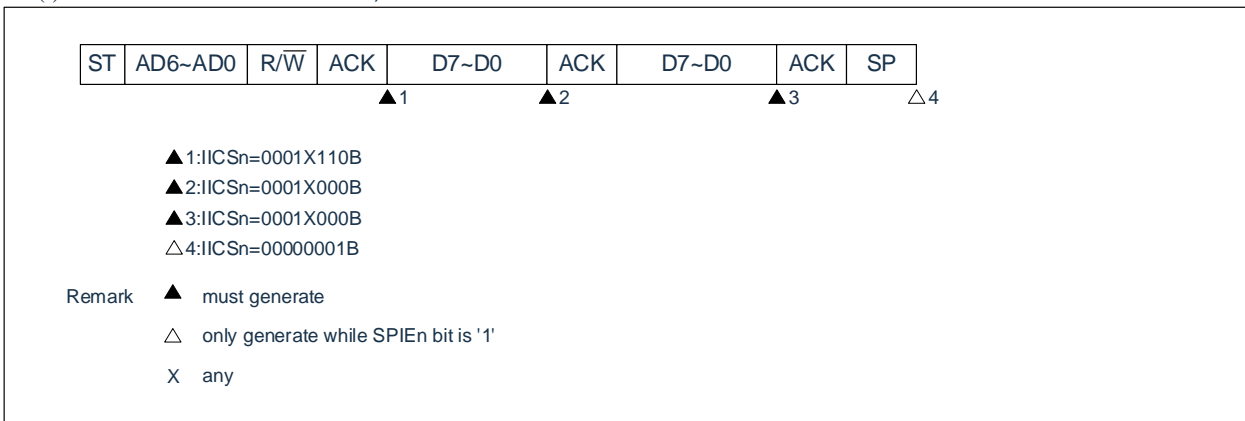 ST AD6~AD0 R/W ACK D7~D0 ACK D7~D0 ACK SP
▲1 ▲2 ▲3 △4
▲1:IICSn=0001X110B
▲2:IICSn=0001X000B
▲3:IICSn=0001X000B
△4:IICSn=00000001B
Remark ▲ must generate
△ only generate while SPIEn bit is '1'
X any